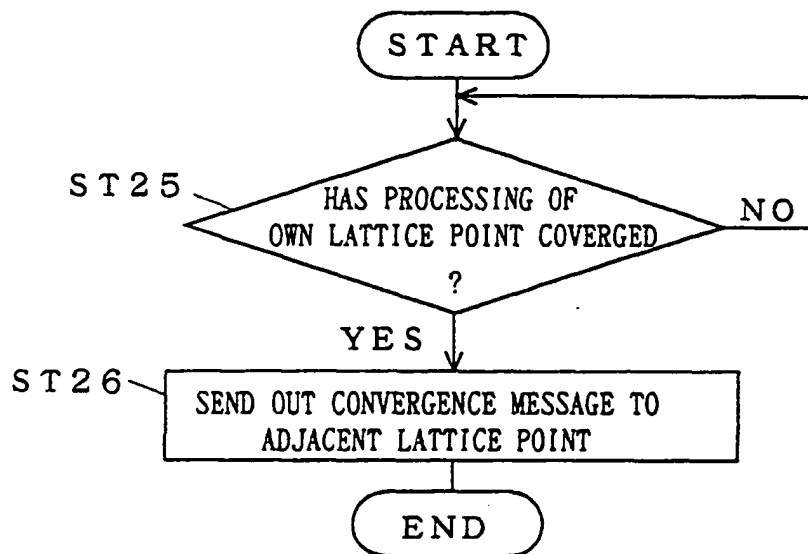 START
ST25
HAS PROCESSING OF
OWN LATTICE POINT COVERGED
?
NO
YES
ST26
SEND OUT CONVERGENCE MESSAGE TO
ADJACENT LATTICE POINT
END